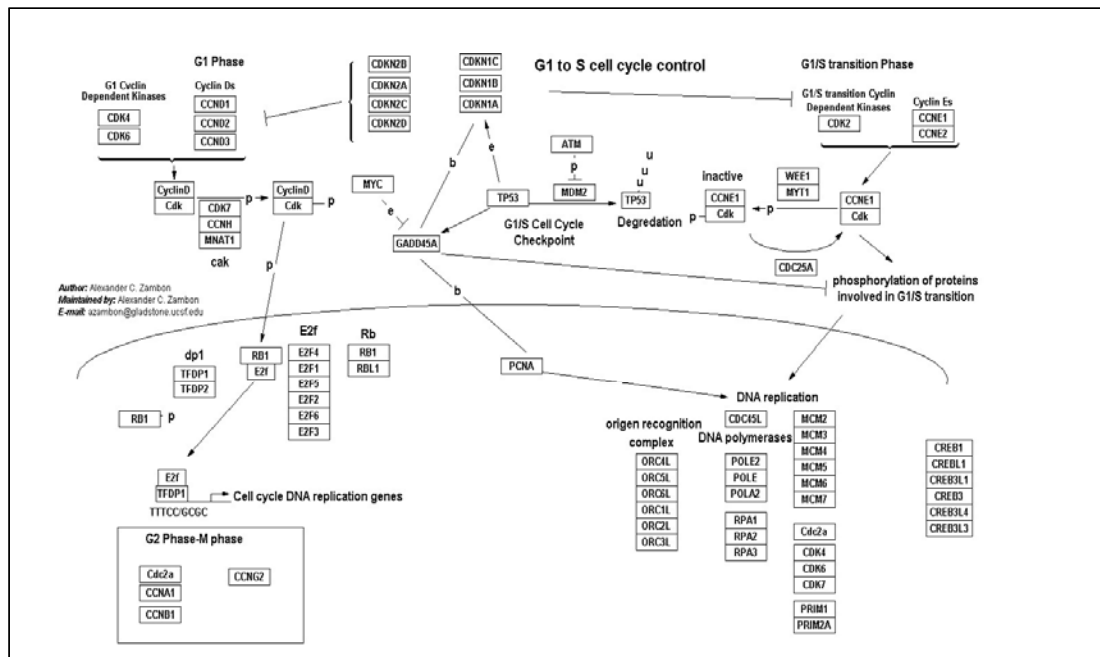 G1 to S cell cycle control
G1 Phase
G1 Cyclin
Dependent Kinases
CDK4
CDK6
Cyclin Ds
CCND1
CCND2
CCND3
CDKN2B
CDKN2A
CDKN2C
CDKN2D
CDKN1C
CDKN1B
CDKN1A
G1/S transition Phase
G1/S transition Cyclin
Dependent Kinases
CDK2
Cyclin Es
CCNE1
CCNE2
CyclinD
Cdk
CDK7
CCNH
MNAT1
cak
p
CyclinD
Cdk
p
p
MYC
e
b
e
ATM
p
MDM2
TP53
u
u
u
TP53
Degredation
G1/S Cell Cycle
Checkpoint
GADD45A
b
inactive
CCNE1
Cdk
p
p
WEE1
MYT1
CCNE1
Cdk
CDC25A
phosphorylation of proteins
involved in G1/S transition
Author: Alexander C. Zambon
Maintained by: Alexander C. Zambon
E-mail: azambon@gladstone.ucsf.edu
dp1
TFDP1
TFDP2
RB1
E2f
E2f
E2F4
E2F1
E2F5
E2F2
E2F6
E2F3
Rb
RB1
RBL1
RB1
p
PCNA
E2f
TFDP1
TTTCC/GCGC
Cell cycle DNA replication genes
G2 Phase-M phase
Cdc2a
CCNA1
CCNB1
CCNG2
DNA replication
origen recognition
complex
ORC4L
ORC5L
ORC6L
ORC1L
ORC2L
ORC3L
CDC45L
DNA polymerases
POLE2
POLE
POLA2
RPA1
RPA2
RPA3
MCM2
MCM3
MCM4
MCM5
MCM6
MCM7
Cdc2a
CDK4
CDK6
CDK7
PRIM1
PRIM2A
CREB1
CREBL1
CREB3L1
CREB3
CREB3L4
CREB3L3